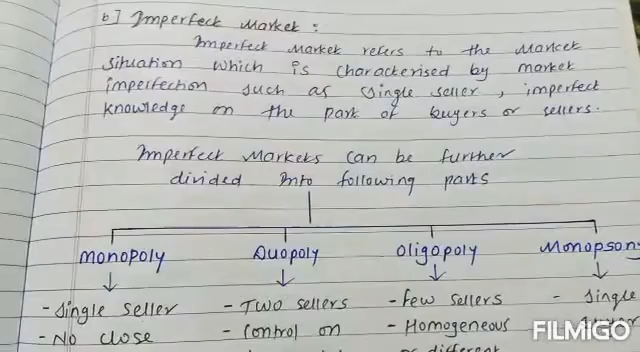 b] Imperfect Market :
Imperfect Market refers to the Market
situation which is characterised by market
imperfection such as single seller, imperfect
knowledge on the part of buyers or sellers.
Imperfect Markets can be further
divided into following parts
Monopoly Duopoly Oligopoly Monopsony
- Single seller - Two sellers - Few sellers - Single
- No close - Control on - Homogeneous
or different
FILMIGO